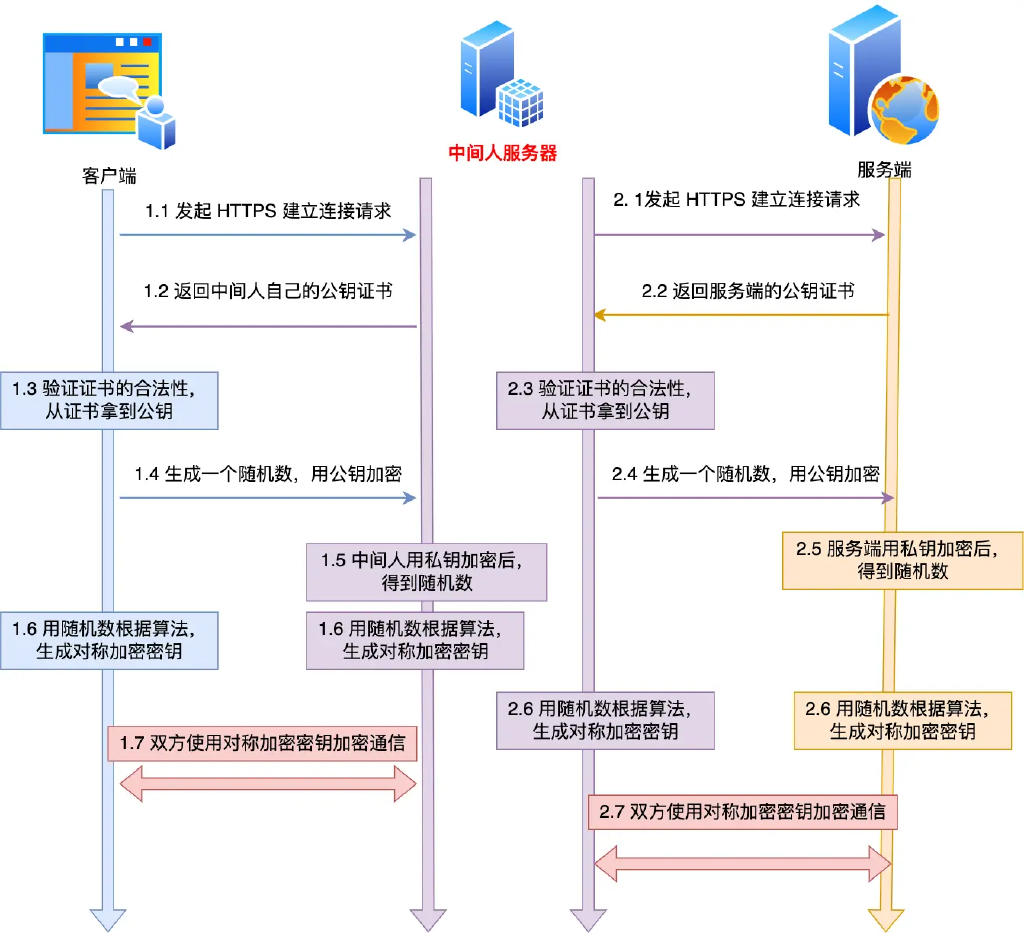 中间人服务器
客户端
服务端
1.1 发起 HTTPS 建立连接请求
2. 1发起 HTTPS 建立连接请求
1.2 返回中间人自己的公钥证书
2.2 返回服务端的公钥证书
1.3 验证证书的合法性，
从证书拿到公钥
2.3 验证证书的合法性，
从证书拿到公钥
1.4 生成一个随机数，用公钥加密
2.4 生成一个随机数，用公钥加密
1.5 中间人用私钥加密后，
得到随机数
2.5 服务端用私钥加密后，
得到随机数
1.6 用随机数根据算法，
生成对称加密密钥
1.6 用随机数根据算法，
生成对称加密密钥
2.6 用随机数根据算法，
生成对称加密密钥
2.6 用随机数根据算法，
生成对称加密密钥
1.7 双方使用对称加密密钥加密通信
2.7 双方使用对称加密密钥加密通信